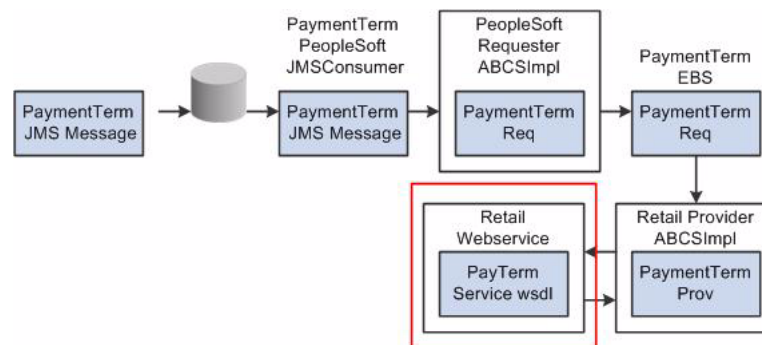 PaymentTerm
PeopleSoft
JMSConsumer
PeopleSoft
Requester
ABCSImpl
PaymentTerm
EBS
PaymentTerm
JMS Message
PaymentTerm
JMS Message
PaymentTerm
Req
PaymentTerm
Req
Retail
Webservice
Retail Provider
ABCSImpl
PayTerm
Service wsdl
PaymentTerm
Prov